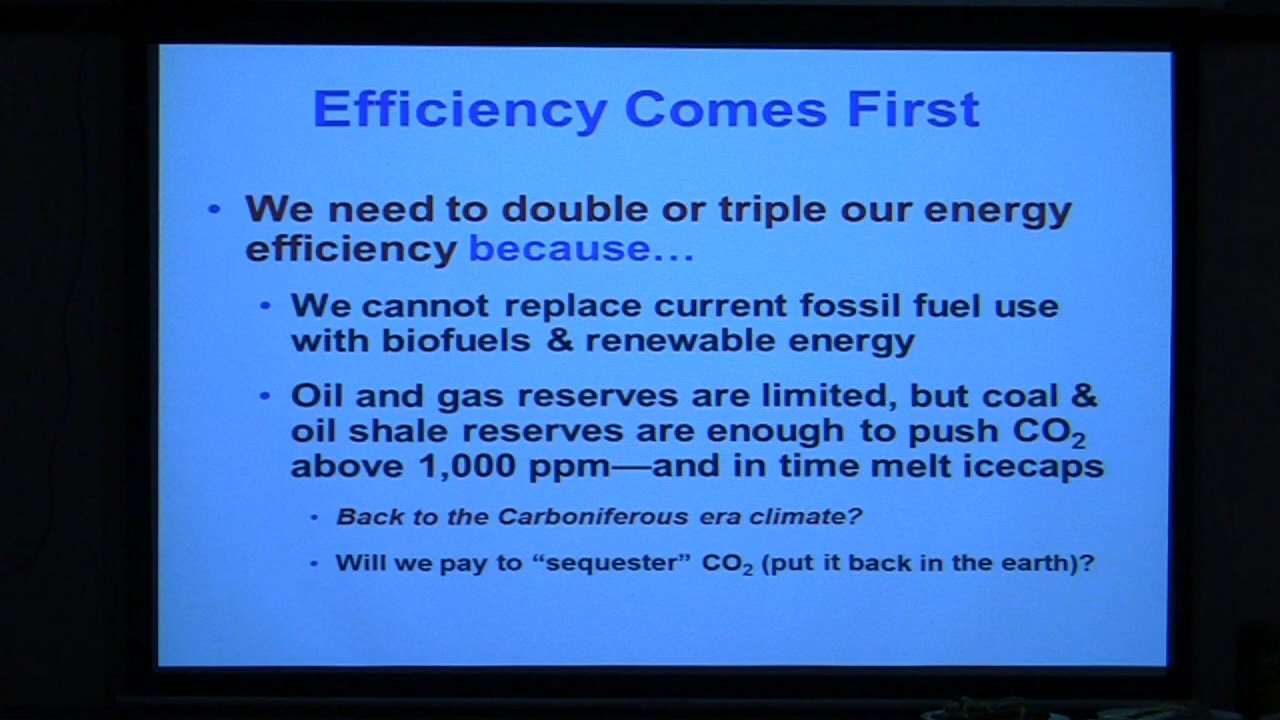 Efficiency Comes First
• We need to double or triple our energy
efficiency because...
• We cannot replace current fossil fuel use
with biofuels & renewable energy
• Oil and gas reserves are limited, but coal &
oil shale reserves are enough to push CO₂
above 1,000 ppm—and in time melt icecaps
• Back to the Carboniferous era climate?
• Will we pay to “sequester” CO₂ (put it back in the earth)?